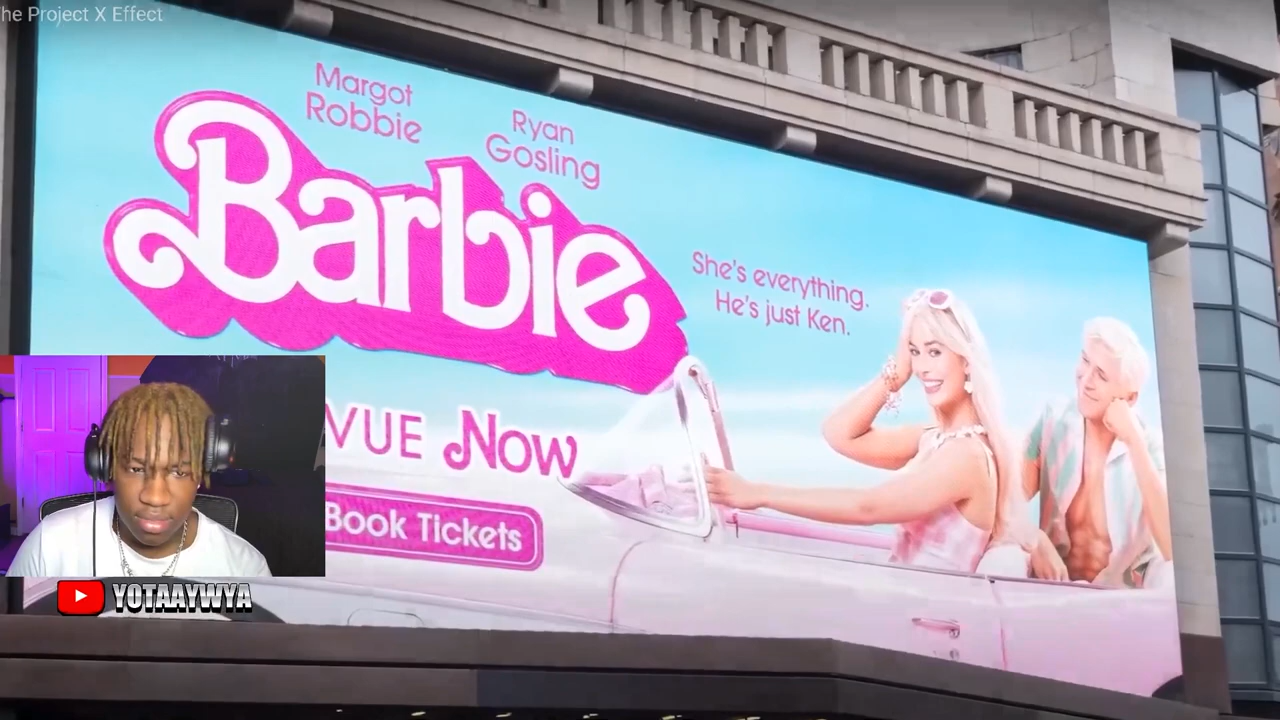 he Project X Effect
Margot
Robbie
Ryan
Gosling
Barbie
She's everything.
He's just Ken.
VUE Now
Book Tickets
YOTAAYWYA